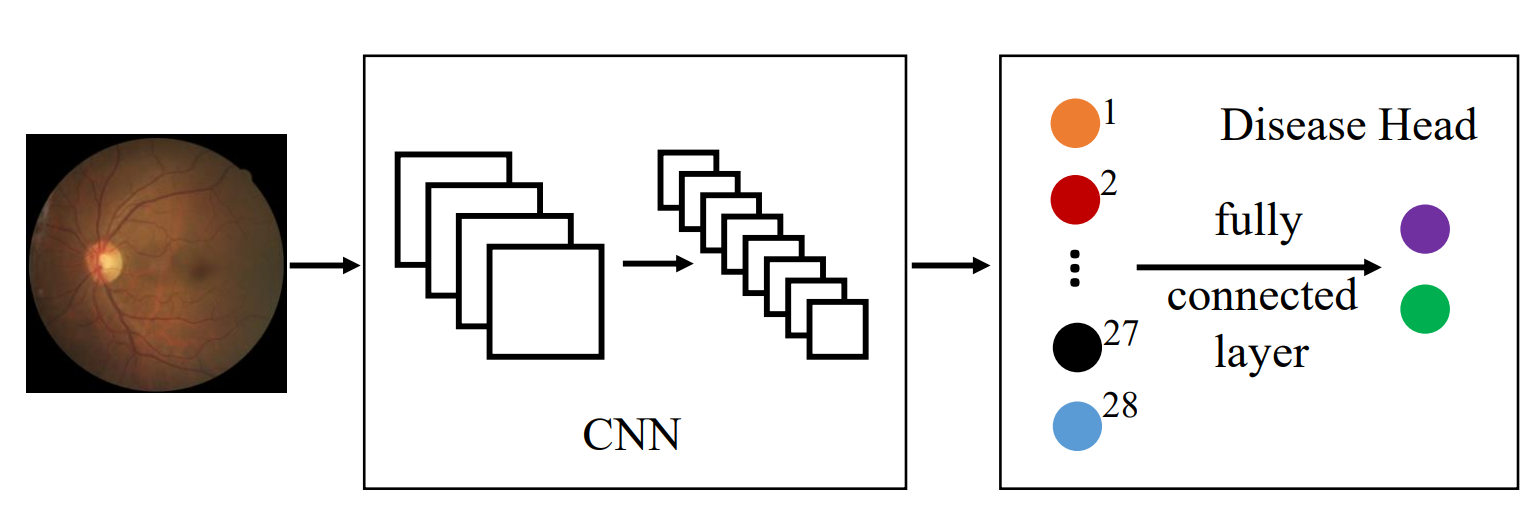 1
Disease Head
2
fully
connected
layer
27
28
CNN